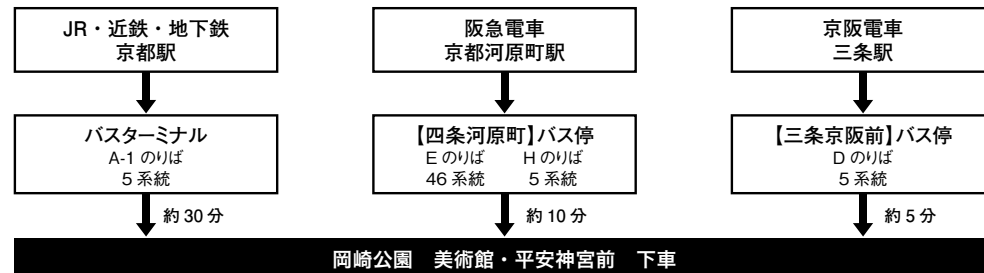 JR・近鉄・地下鉄
京都駅
バスターミナル
A-1 のりば
5 系統
約 30 分
阪急電車
京都河原町駅
【四条河原町】バス停
E のりば　H のりば
46 系統　5 系統
約 10 分
京阪電車
三条駅
【三条京阪前】バス停
D のりば
5 系統
約 5 分
岡崎公園　美術館・平安神宮前　下車